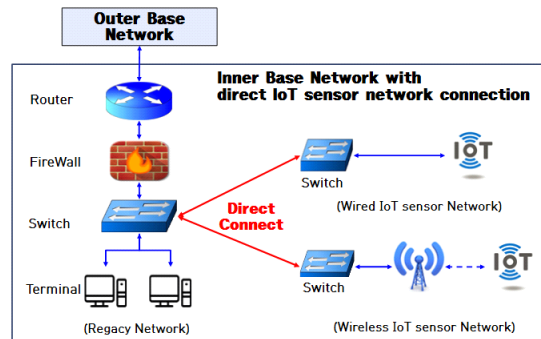 Outer Base
Network
Inner Base Network with
direct IoT sensor network connection
Router
FireWall
Switch
Terminal
(Regacy Network)
Direct
Connect
Switch
IOT
(Wired IoT sensor Network)
Switch
IOT
(Wireless IoT sensor Network)